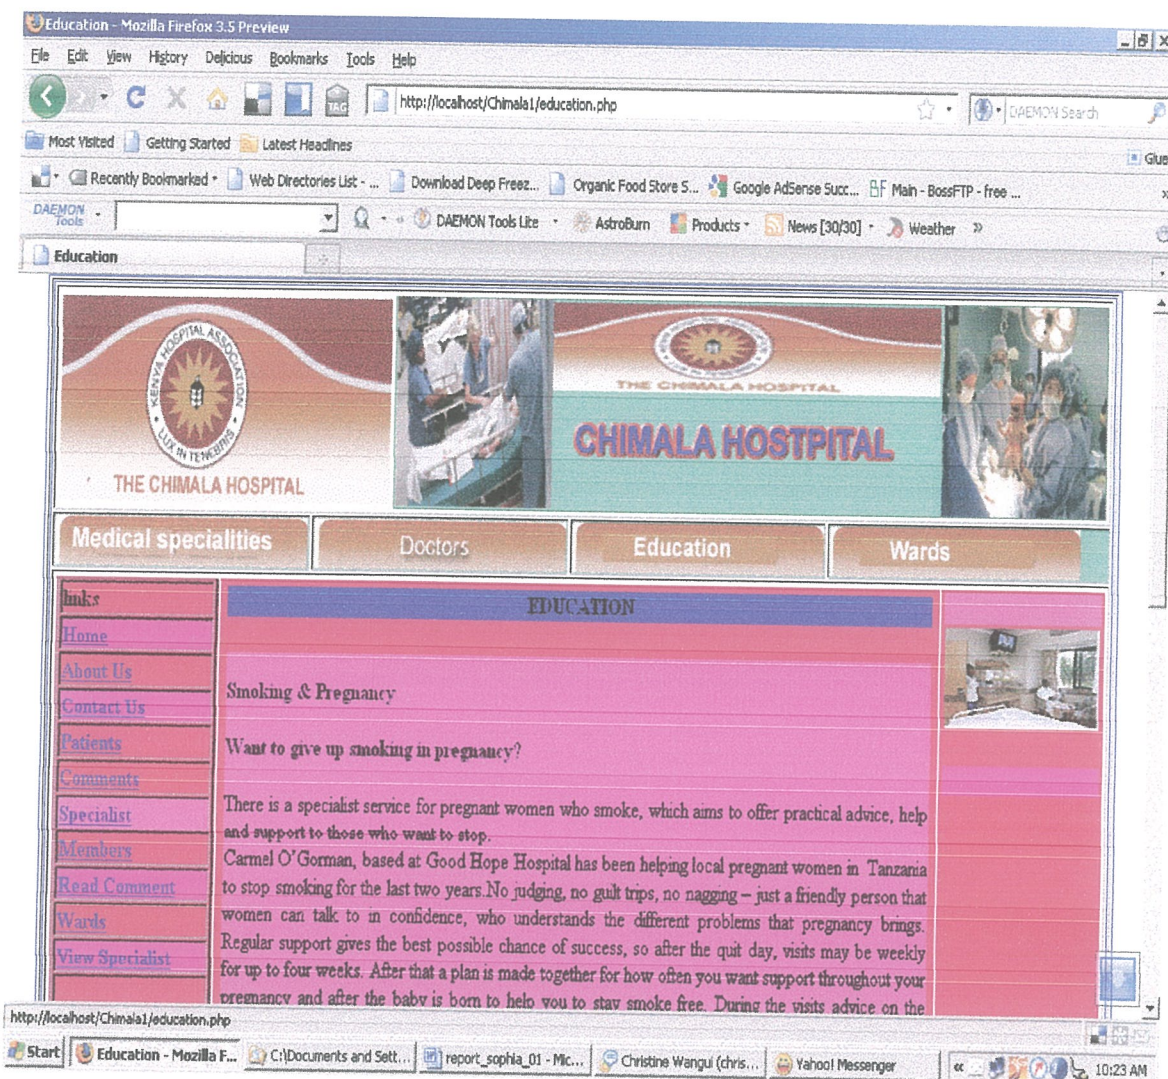 Education - Mozilla Firefox 3.5 Preview
File Edit View History Delicious Bookmarks Tools Help
TAG http://localhost/Chimala1/education.php DAEMON Search
Most Visited Getting Started Latest Headlines
Glue
Recently Bookmarked Web Directories List - ... Download Deep Freez... Organic Food Store S... Google AdSense Succ... BF Main - BossFTP - free ...
DAEMON Tools DAEMON Tools Lite AstroBurn Products News [30/30] Weather
Education
KENYA HOSPITAL ASSOCIATION
LUX IN TENEBRIS
THE CHIMALA HOSPITAL
THE CHIMALA HOSPITAL
CHIMALA HOSTPITAL
Medical specialities Doctors Education Wards
links
Home
About Us
Contact Us
Patients
Comments
Specialist
Members
Read Comment
Wards
View Specialist
EDUCATION
Smoking & Pregnancy
Want to give up smoking in pregnancy?
There is a specialist service for pregnant women who smoke, which aims to offer practical advice, help
and support to those who want to stop.
Carmel O'Gorman, based at Good Hope Hospital has been helping local pregnant women in Tanzania
to stop smoking for the last two years.No judging, no guilt trips, no nagging – just a friendly person that
women can talk to in confidence, who understands the different problems that pregnancy brings.
Regular support gives the best possible chance of success, so after the quit day, visits may be weekly
for up to four weeks. After that a plan is made together for how often you want support throughout your
pregnancy and after the baby is born to help you to stay smoke free. During the visits advice on the
http://localhost/Chimala1/education.php
Start Education - Mozilla F... C:\Documents and Sett... report_sophia_01 - Mic... Christine Wangui (chris... Yahoo! Messenger 10:23 AM